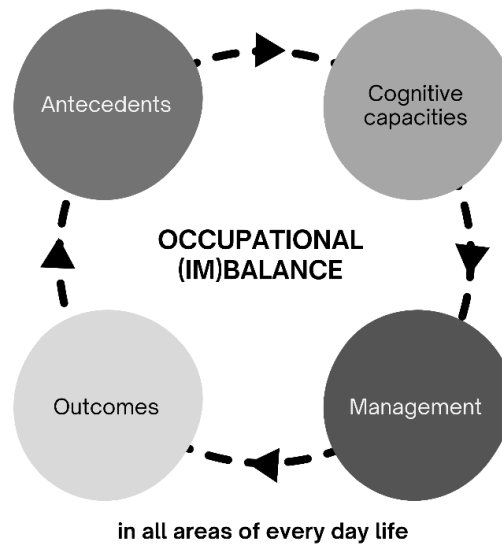 Antecedents
Cognitive
capacities
OCCUPATIONAL
(IM)BALANCE
Outcomes
Management
in all areas of every day life